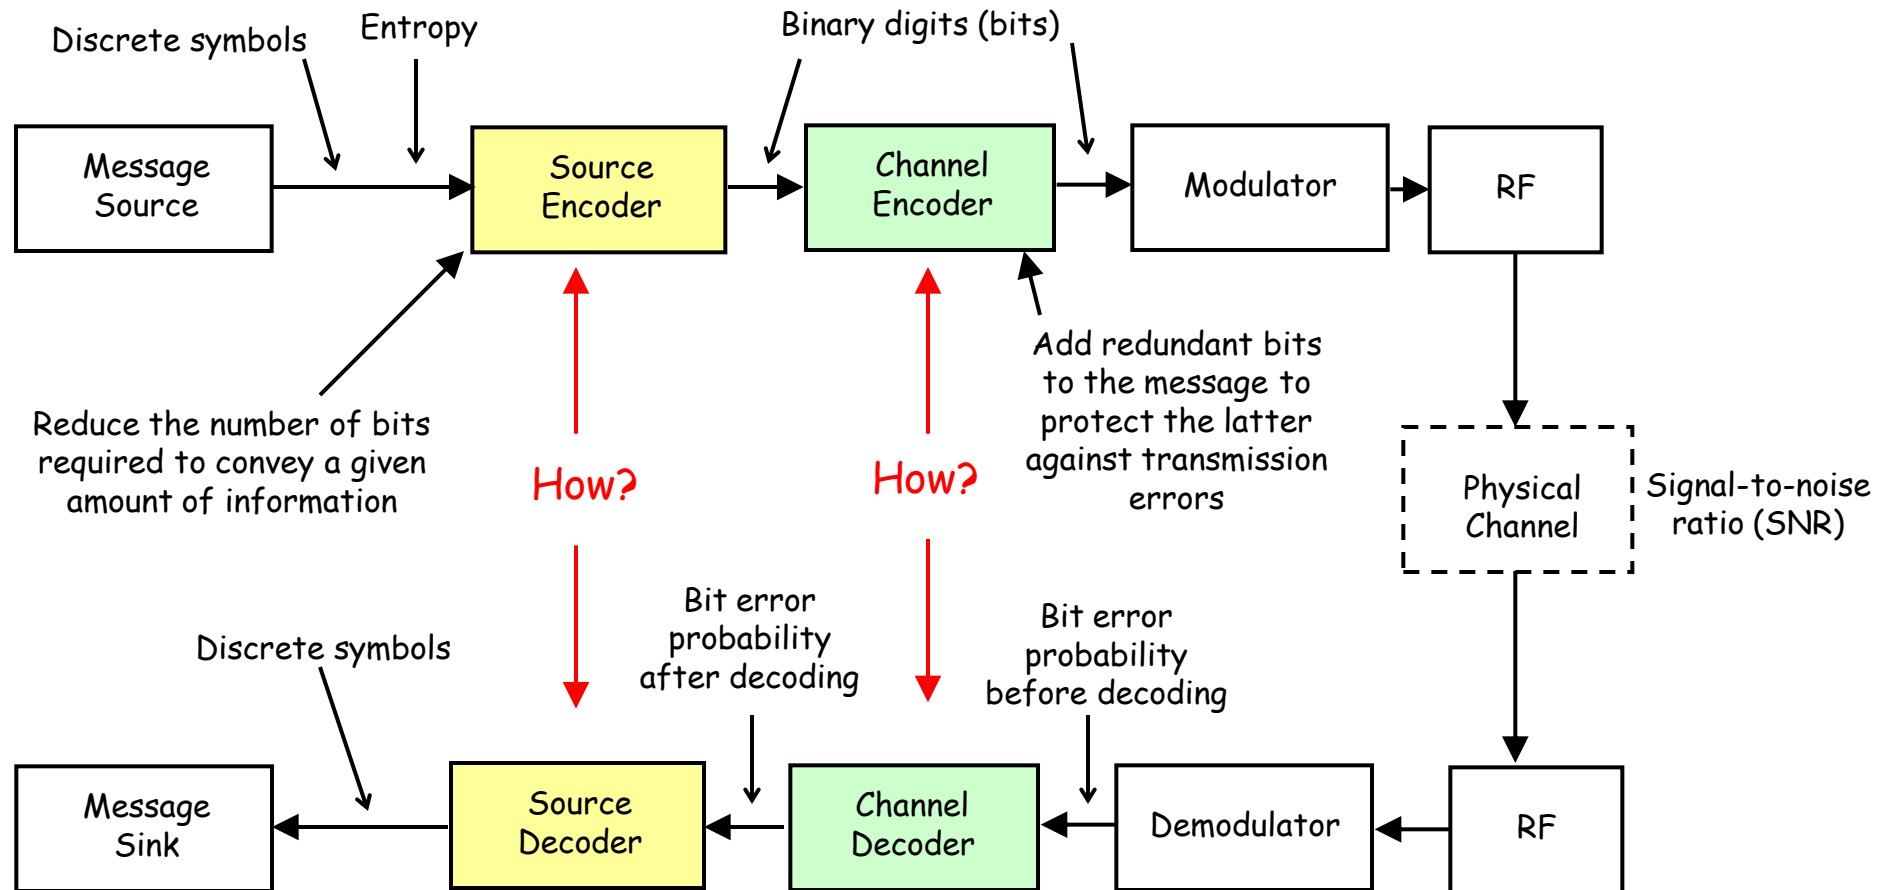 Discrete symbols
Entropy
Binary digits (bits)
Message
Source
Source
Encoder
Channel
Encoder
Modulator
RF
Reduce the number of bits
required to convey a given
amount of information
How?
How?
Add redundant bits
to the message to
protect the latter
against transmission
errors
Physical
Channel
Signal-to-noise
ratio (SNR)
Discrete symbols
Bit error
probability
after decoding
Bit error
probability
before decoding
Message
Sink
Source
Decoder
Channel
Decoder
Demodulator
RF